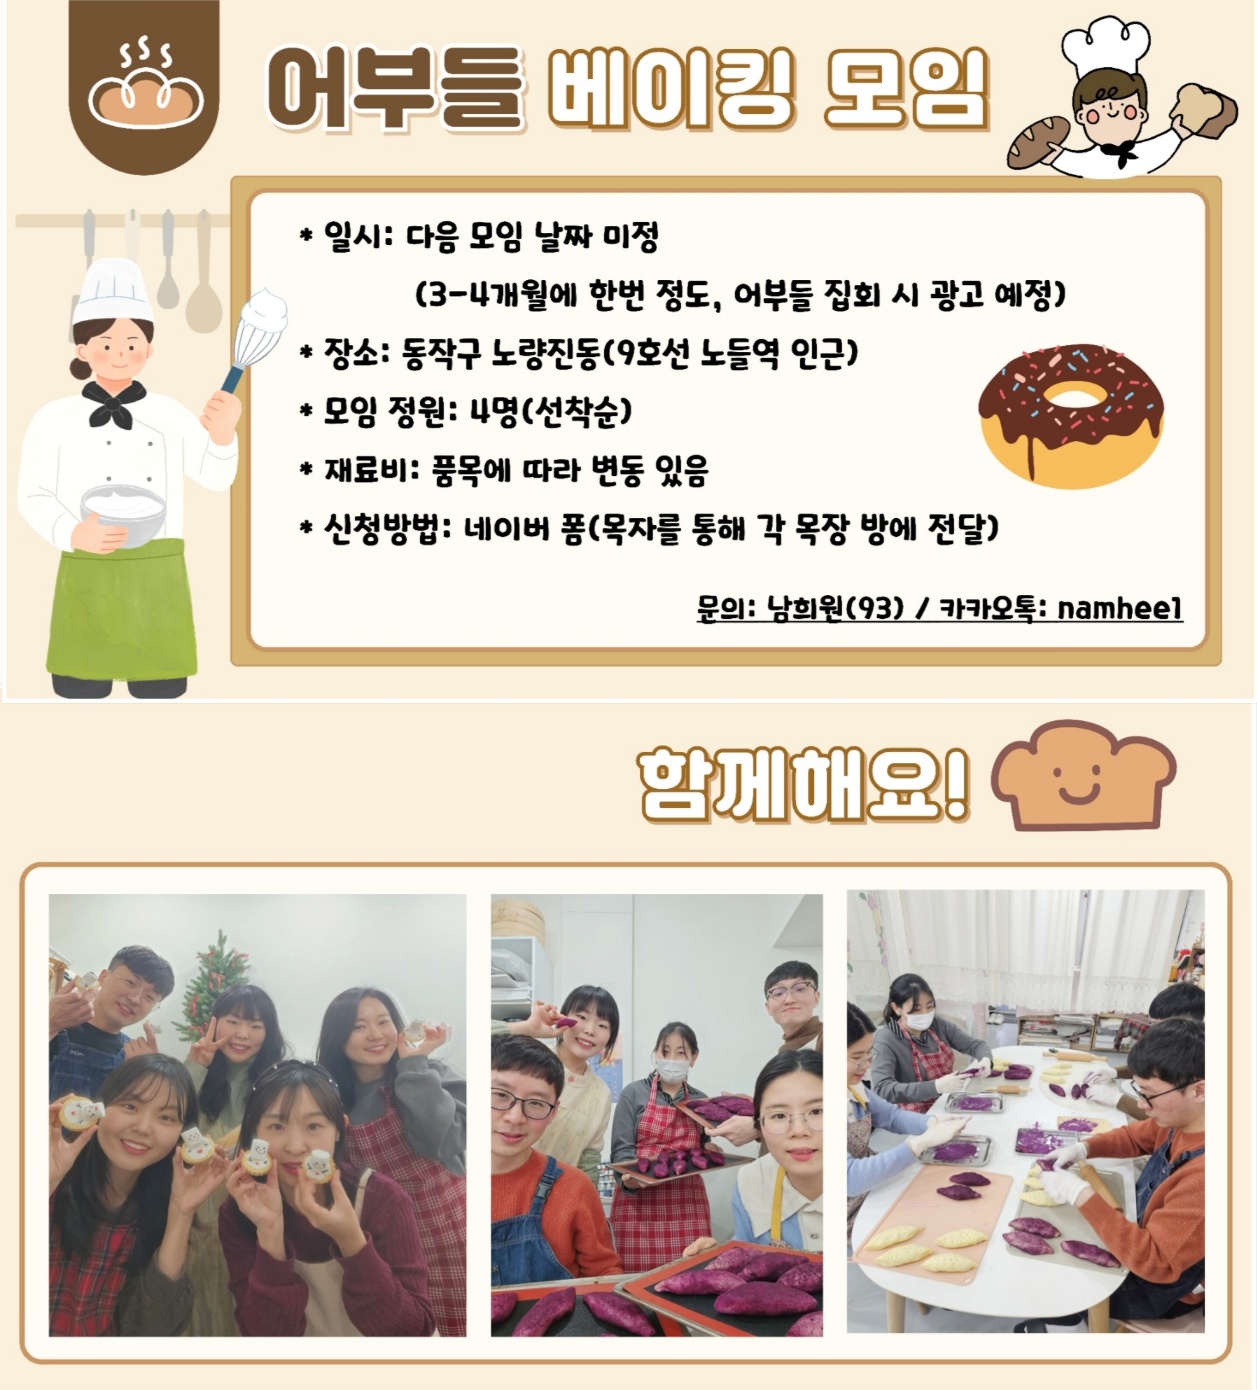 어부들 베이킹 모임
* 일시: 다음 모임 날짜 미정
(3-4개월에 한번 정도, 어부들 집회 시 광고 예정)
* 장소: 동작구 노량진동(9호선 노들역 인근)
* 모임 정원: 4명(선착순)
* 재료비: 품목에 따라 변동 있음
* 신청방법: 네이버 폼(목자를 통해 각 목장 방에 전달)
문의: 남희원(93) / 카카오톡: namhee1
함께해요!